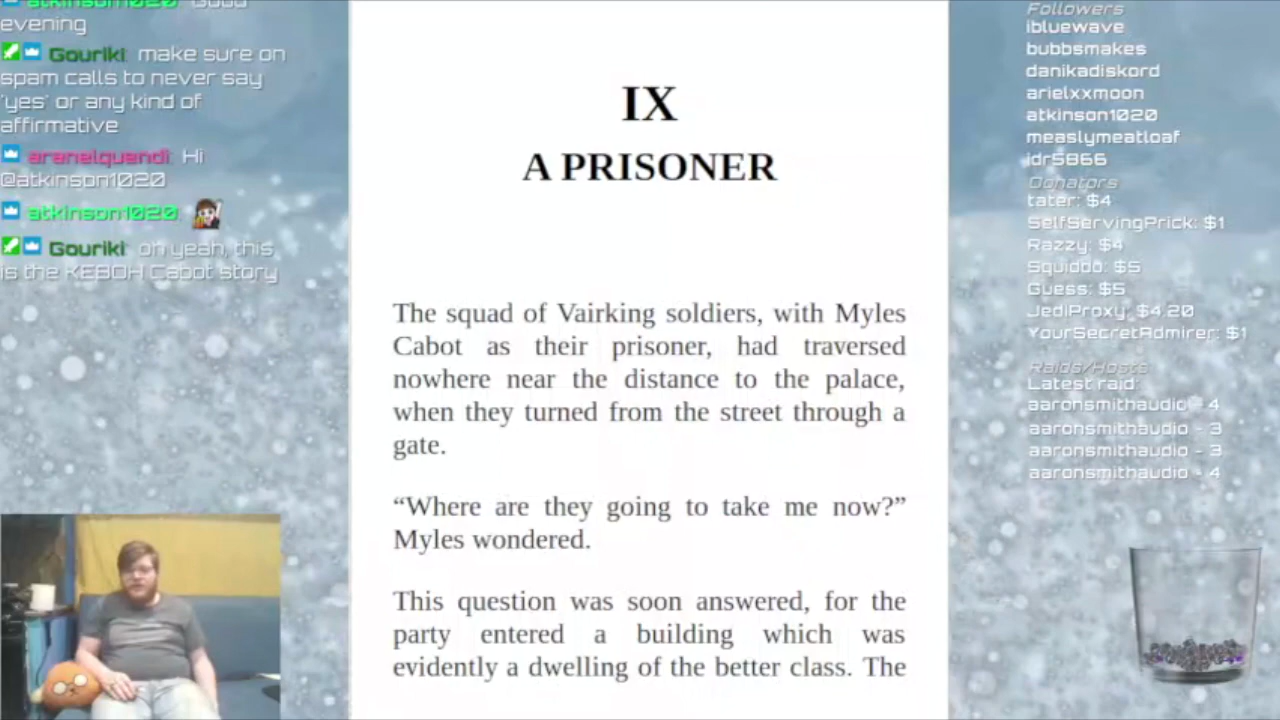 atkinson1020: Good
evening
Gouriki: make sure on
spam calls to never say
'yes' or any kind of
affirmative
aranelquendi: Hi
@atkinson1020
atkinson1020:
Gouriki: oh yeah, this
is the KEBOH Cabot story
IX
A PRISONER
The squad of Vairking soldiers, with Myles
Cabot as their prisoner, had traversed
nowhere near the distance to the palace,
when they turned from the street through a
gate.
“Where are they going to take me now?”
Myles wondered.
This question was soon answered, for the
party entered a building which was
evidently a dwelling of the better class. The
Followers
ibluewave
bubbsmakes
danikadiskord
arielxxmoon
atkinson1020
measlymeatloaf
idr5866
Donators
tater: $4
SelfServingPrick: $1
Razzy: $4
Squidoo: $5
Guess: $5
JediProxy: $4.20
YourSecretAdmirer: $1
Raids/Hosts
Latest raid:
aaronsmithaudio - 4
aaronsmithaudio - 3
aaronsmithaudio - 3
aaronsmithaudio - 4